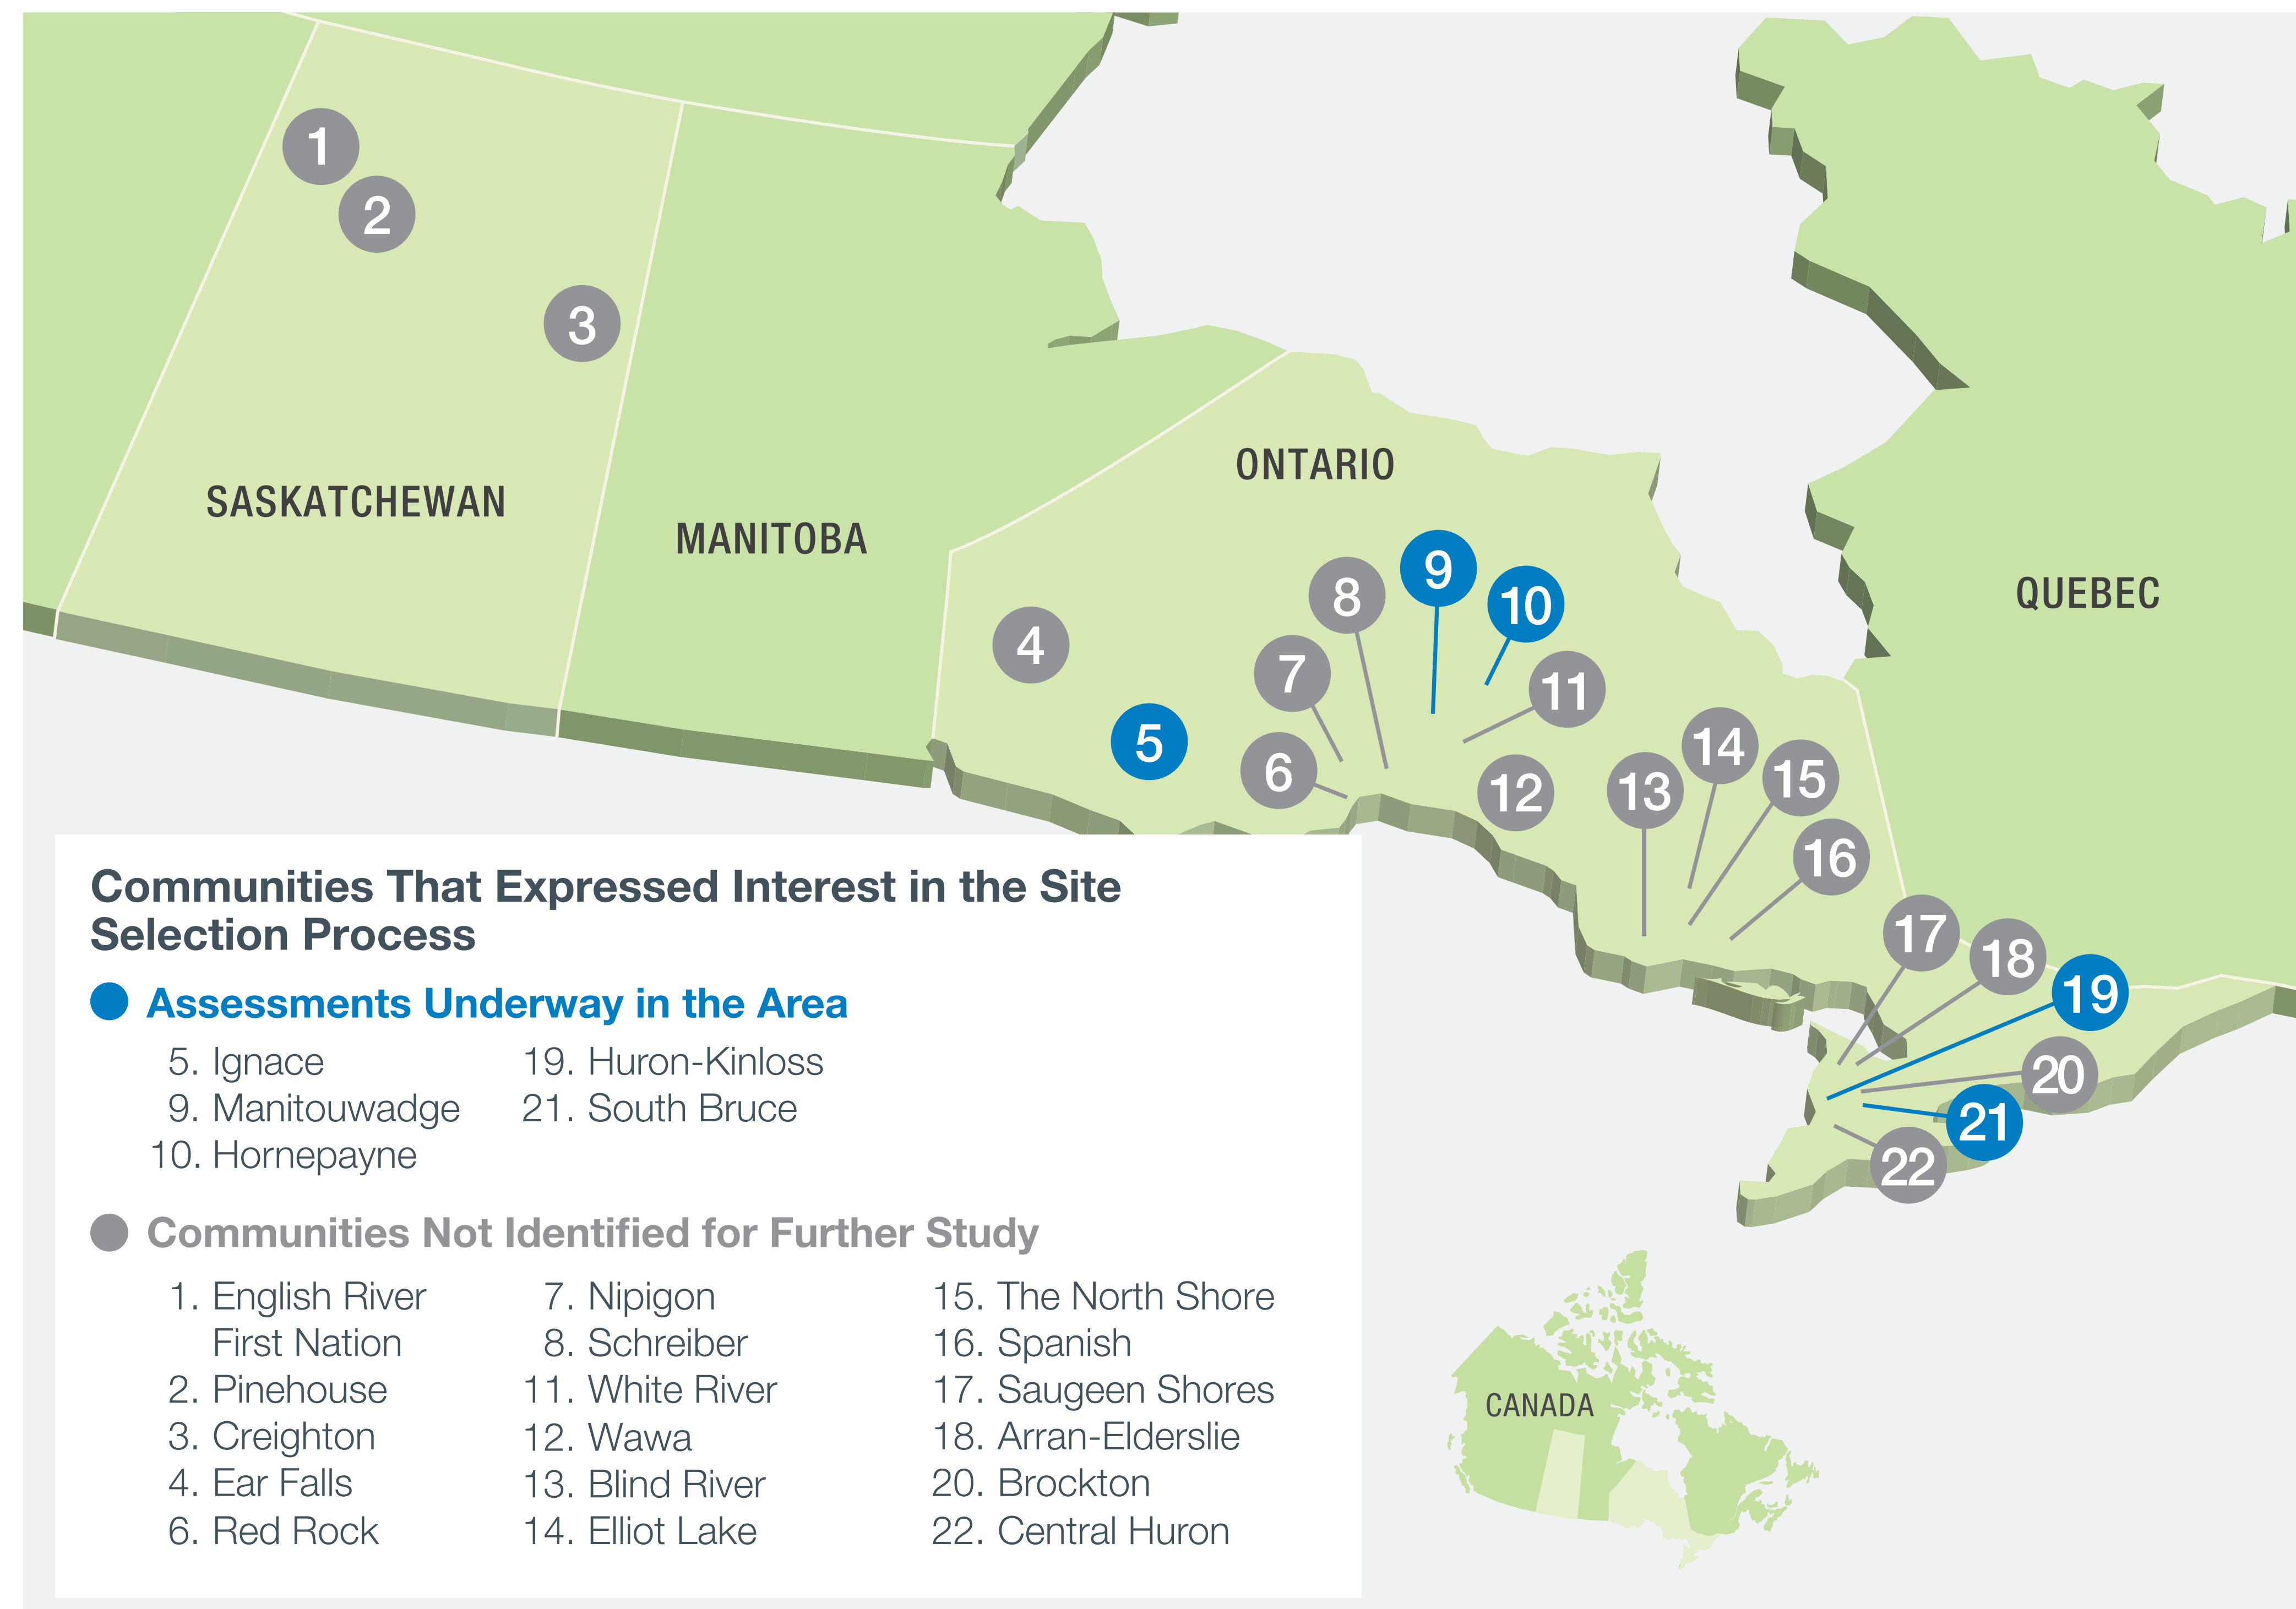 1
2
3
SASKATCHEWAN
MANITOBA
ONTARIO
QUEBEC
4
5
6
7
8
9
10
11
12
13
14
15
16
17
18
19
20
21
22
Communities That Expressed Interest in the Site
Selection Process
Assessments Underway in the Area
5. Ignace
9. Manitouwadge
10. Hornepayne
19. Huron-Kinloss
21. South Bruce
Communities Not Identified for Further Study
1. English River
First Nation
2. Pinehouse
3. Creighton
4. Ear Falls
6. Red Rock
7. Nipigon
8. Schreiber
11. White River
12. Wawa
13. Blind River
14. Elliot Lake
15. The North Shore
16. Spanish
17. Saugeen Shores
18. Arran-Elderslie
20. Brockton
22. Central Huron
CANADA